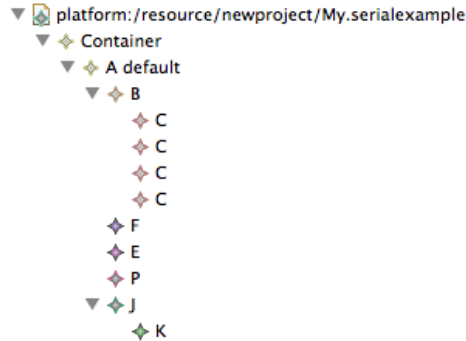 platform:/resource/newproject/My.serialexample
Container
A default
B
C
C
C
C
F
E
P
J
K